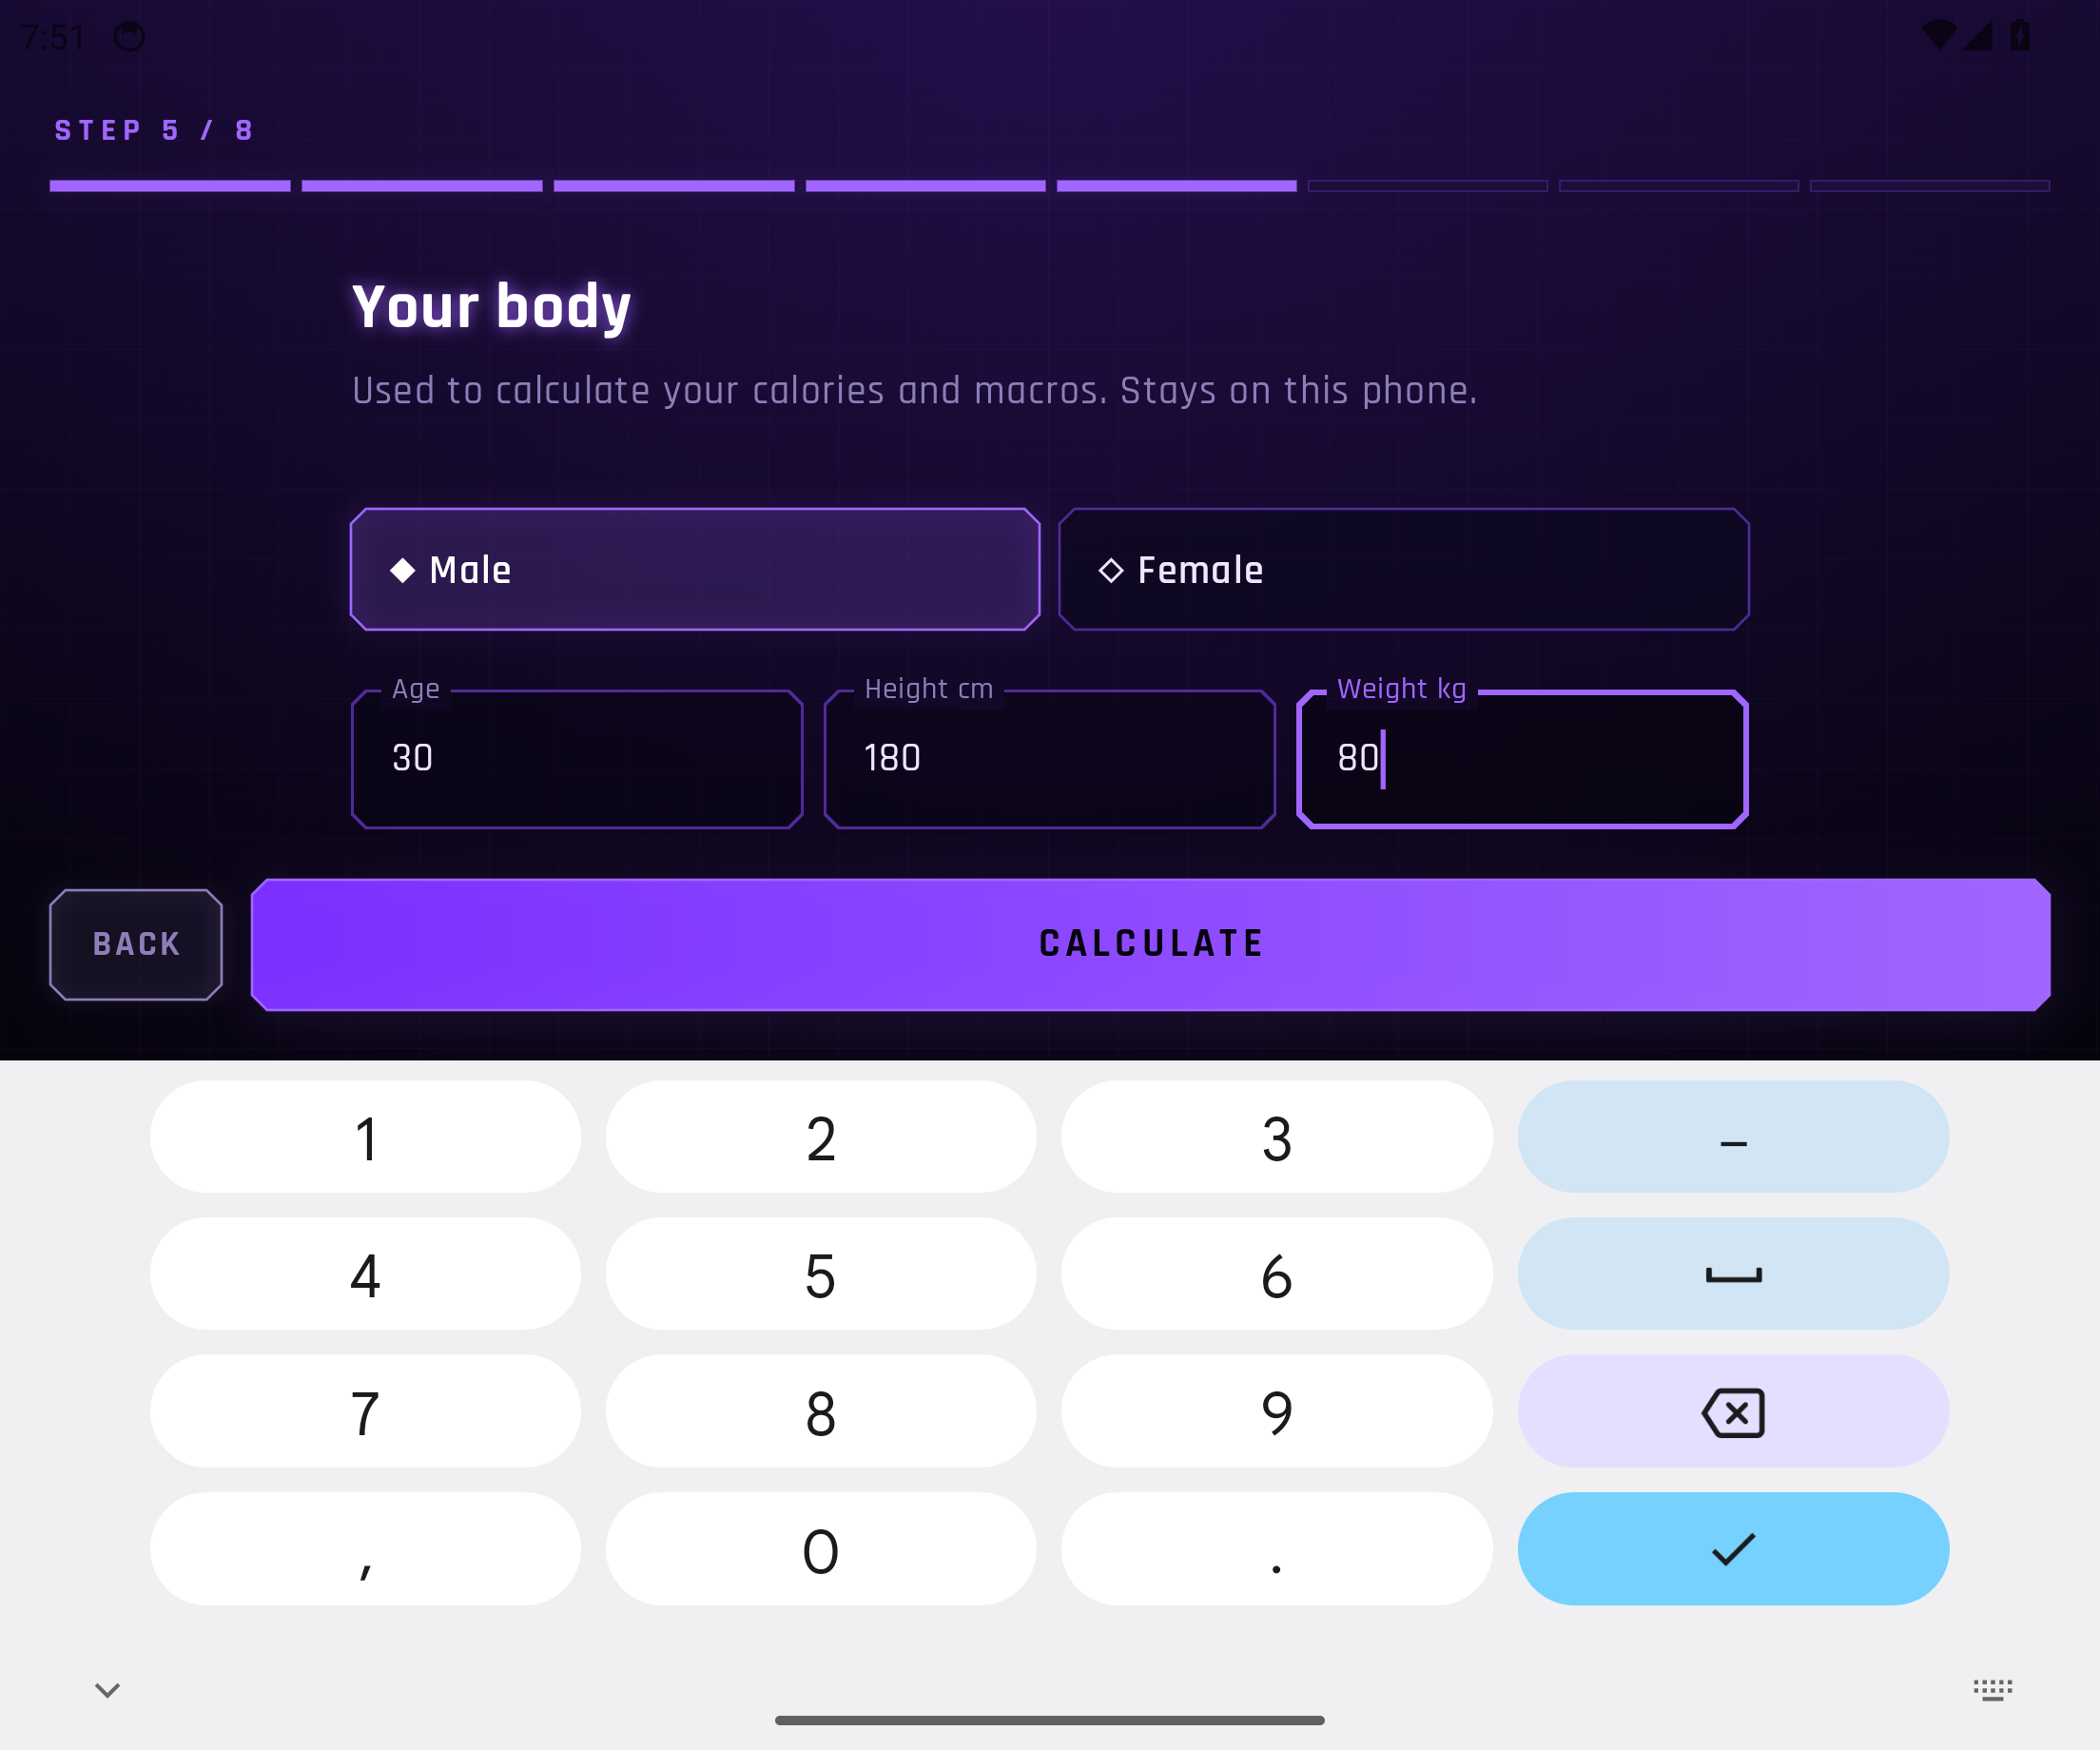 7:51
STEP 5 / 8
Your body
Used to calculate your calories and macros. Stays on this phone.
Male
Female
Age
Height cm
Weight kg
30
180
80
BACK
CALCULATE
1 2 3 –
4 5 6
7 8 9
, 0 .